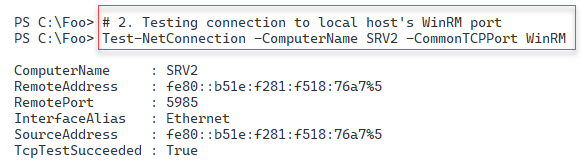 PS C:\Foo> # 2. Testing connection to local host's WinRM port
PS C:\Foo> Test-NetConnection -ComputerName SRV2 -CommonTCPPort WinRM
ComputerName     : SRV2
RemoteAddress    : fe80::b51e:f281:f518:76a7%5
RemotePort       : 5985
InterfaceAlias   : Ethernet
SourceAddress    : fe80::b51e:f281:f518:76a7%5
TcpTestSucceeded : True